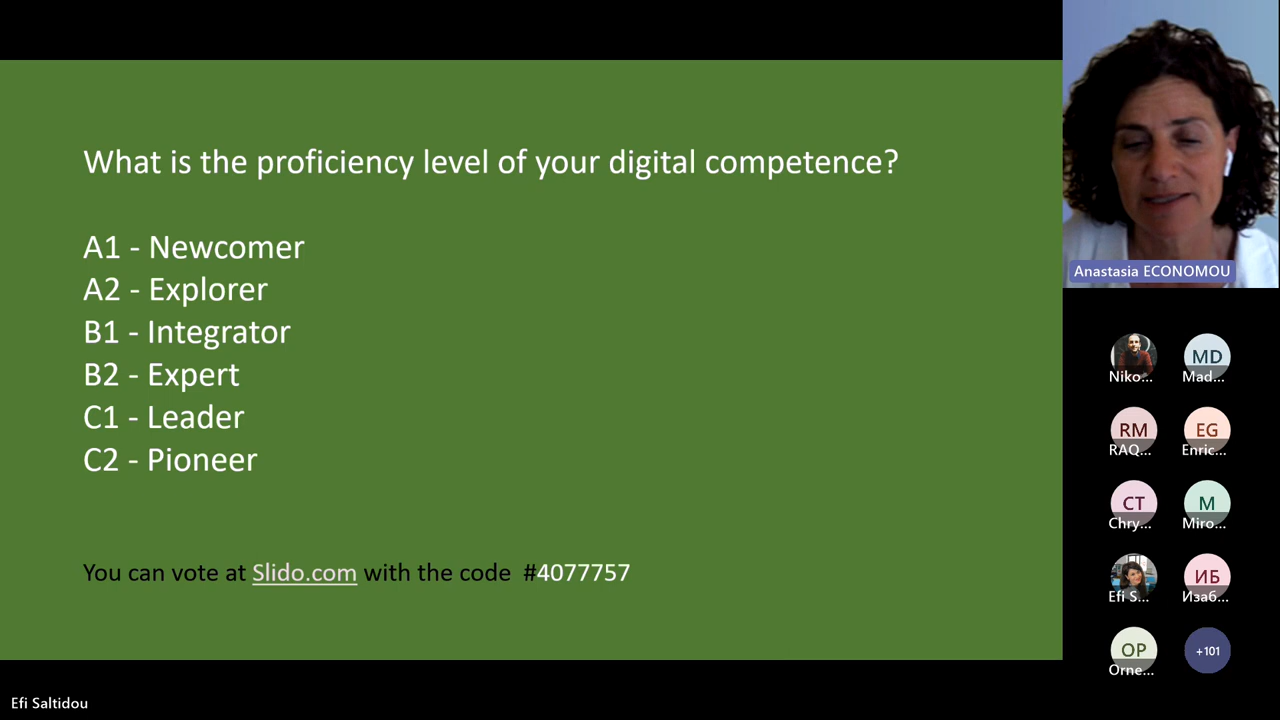 What is the proficiency level of your digital competence?
A1 - Newcomer
A2 - Explorer
B1 - Integrator
B2 - Expert
C1 - Leader
C2 - Pioneer
You can vote at Slido.com with the code #4077757
Anastasia ECONOMOU
MD
Niko... Mad...
RM EG
RAQ... Enric...
CT M
Chry... Miro...
ИБ
Efi S... Изаб...
OP +101
Orne...
Efi Saltidou